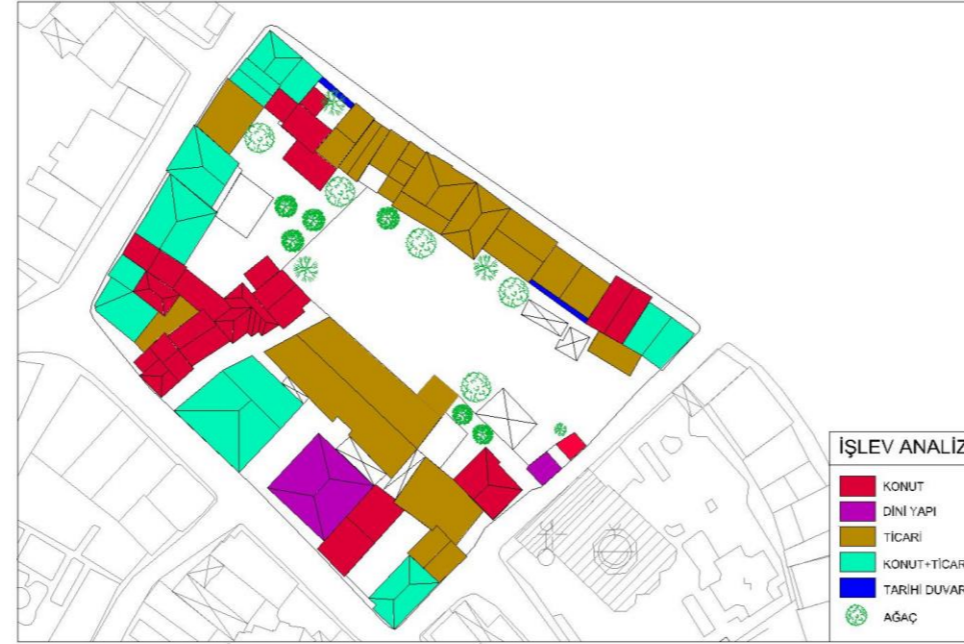 İŞLEV ANALİZ
KONUT
DİNİ YAPI
TİCARİ
KONUT+TİCAR
TARİHİ DUVAR
AĞAÇ